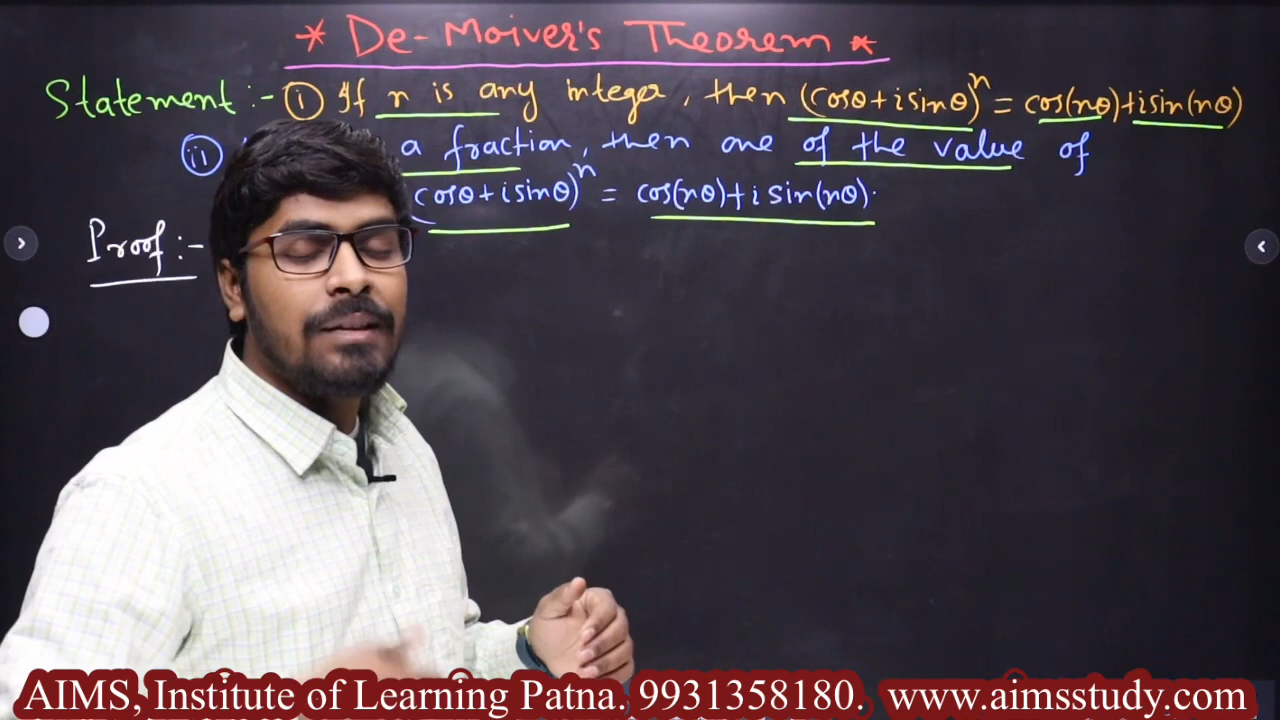 * De-Moiver's Theorem *
Statement :- (i) If n is any integer, then (cosθ+isinθ)ⁿ = cos(nθ)+isin(nθ)
(ii) a fraction, then one of the value of
(cosθ+isinθ)ⁿ = cos(nθ)+isin(nθ).
Proof :-
AIMS, Institute of Learning Patna. 9931358180. www.aimsstudy.com